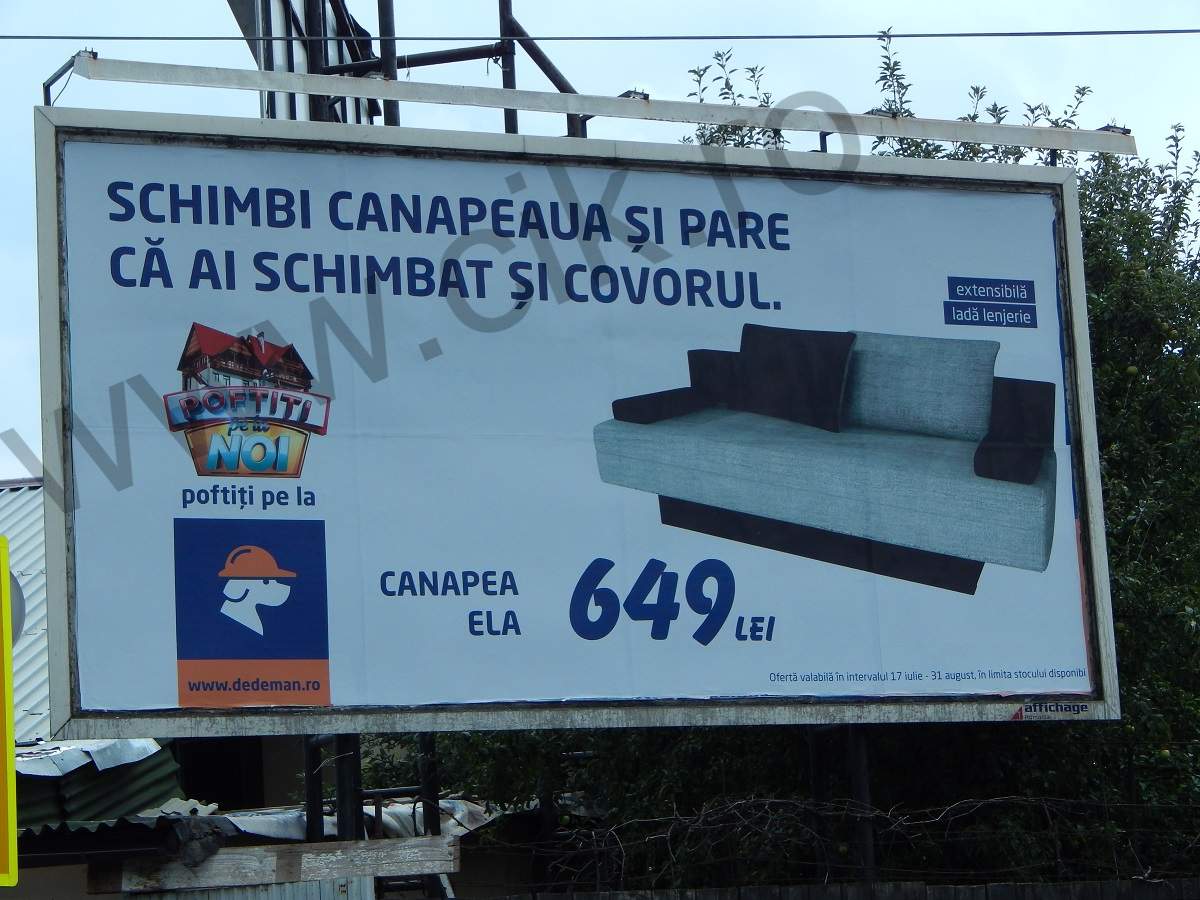 SCHIMBI CANAPEAUA ȘI PARE
CĂ AI SCHIMBAT ȘI COVORUL.
extensibilă
ladă lenjerie
POFTIȚI
pe la
NOI
poftiți pe la
www.dedeman.ro
CANAPEA
ELA
649 LEI
Ofertă valabilă în intervalul 17 iulie - 31 august, în limita stocului disponibi
affichage
www.cik.ro